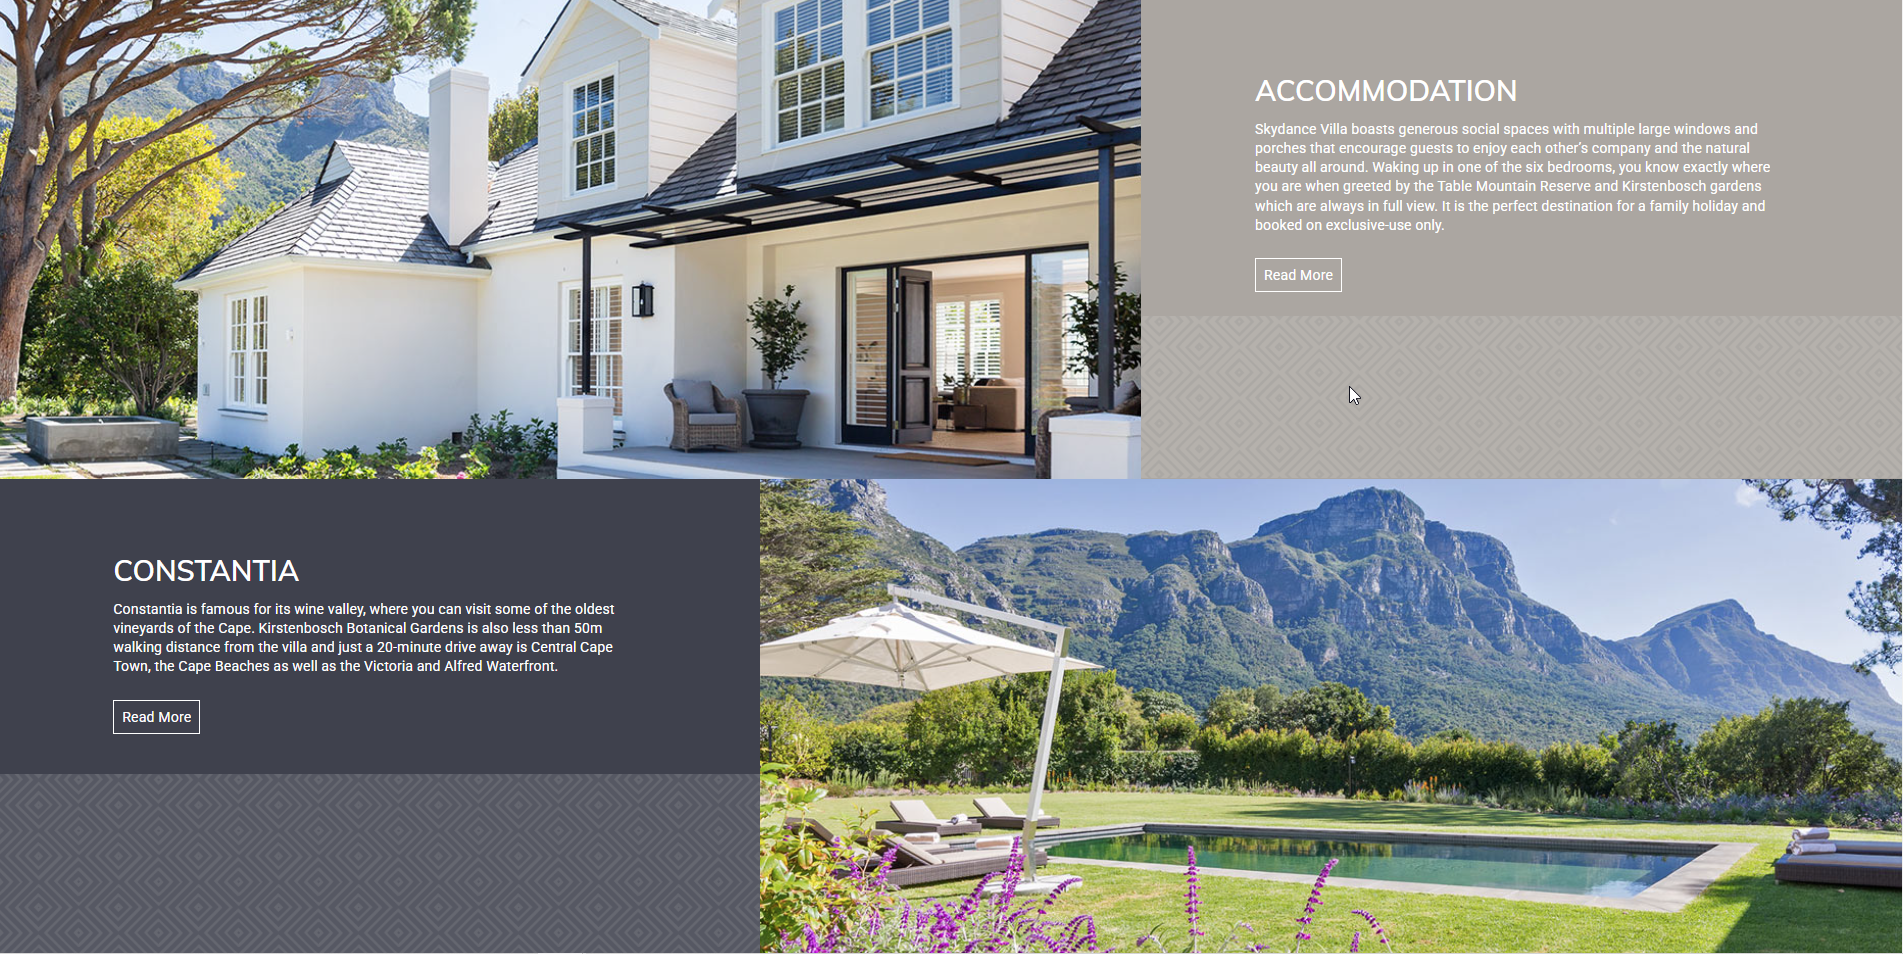 ACCOMMODATION
Skydance Villa boasts generous social spaces with multiple large windows and
porches that encourage guests to enjoy each other’s company and the natural
beauty all around. Waking up in one of the six bedrooms, you know exactly where
you are when greeted by the Table Mountain Reserve and Kirstenbosch gardens
which are always in full view. It is the perfect destination for a family holiday and
booked on exclusive-use only.
Read More
CONSTANTIA
Constantia is famous for its wine valley, where you can visit some of the oldest
vineyards of the Cape. Kirstenbosch Botanical Gardens is also less than 50m
walking distance from the villa and just a 20-minute drive away is Central Cape
Town, the Cape Beaches as well as the Victoria and Alfred Waterfront.
Read More